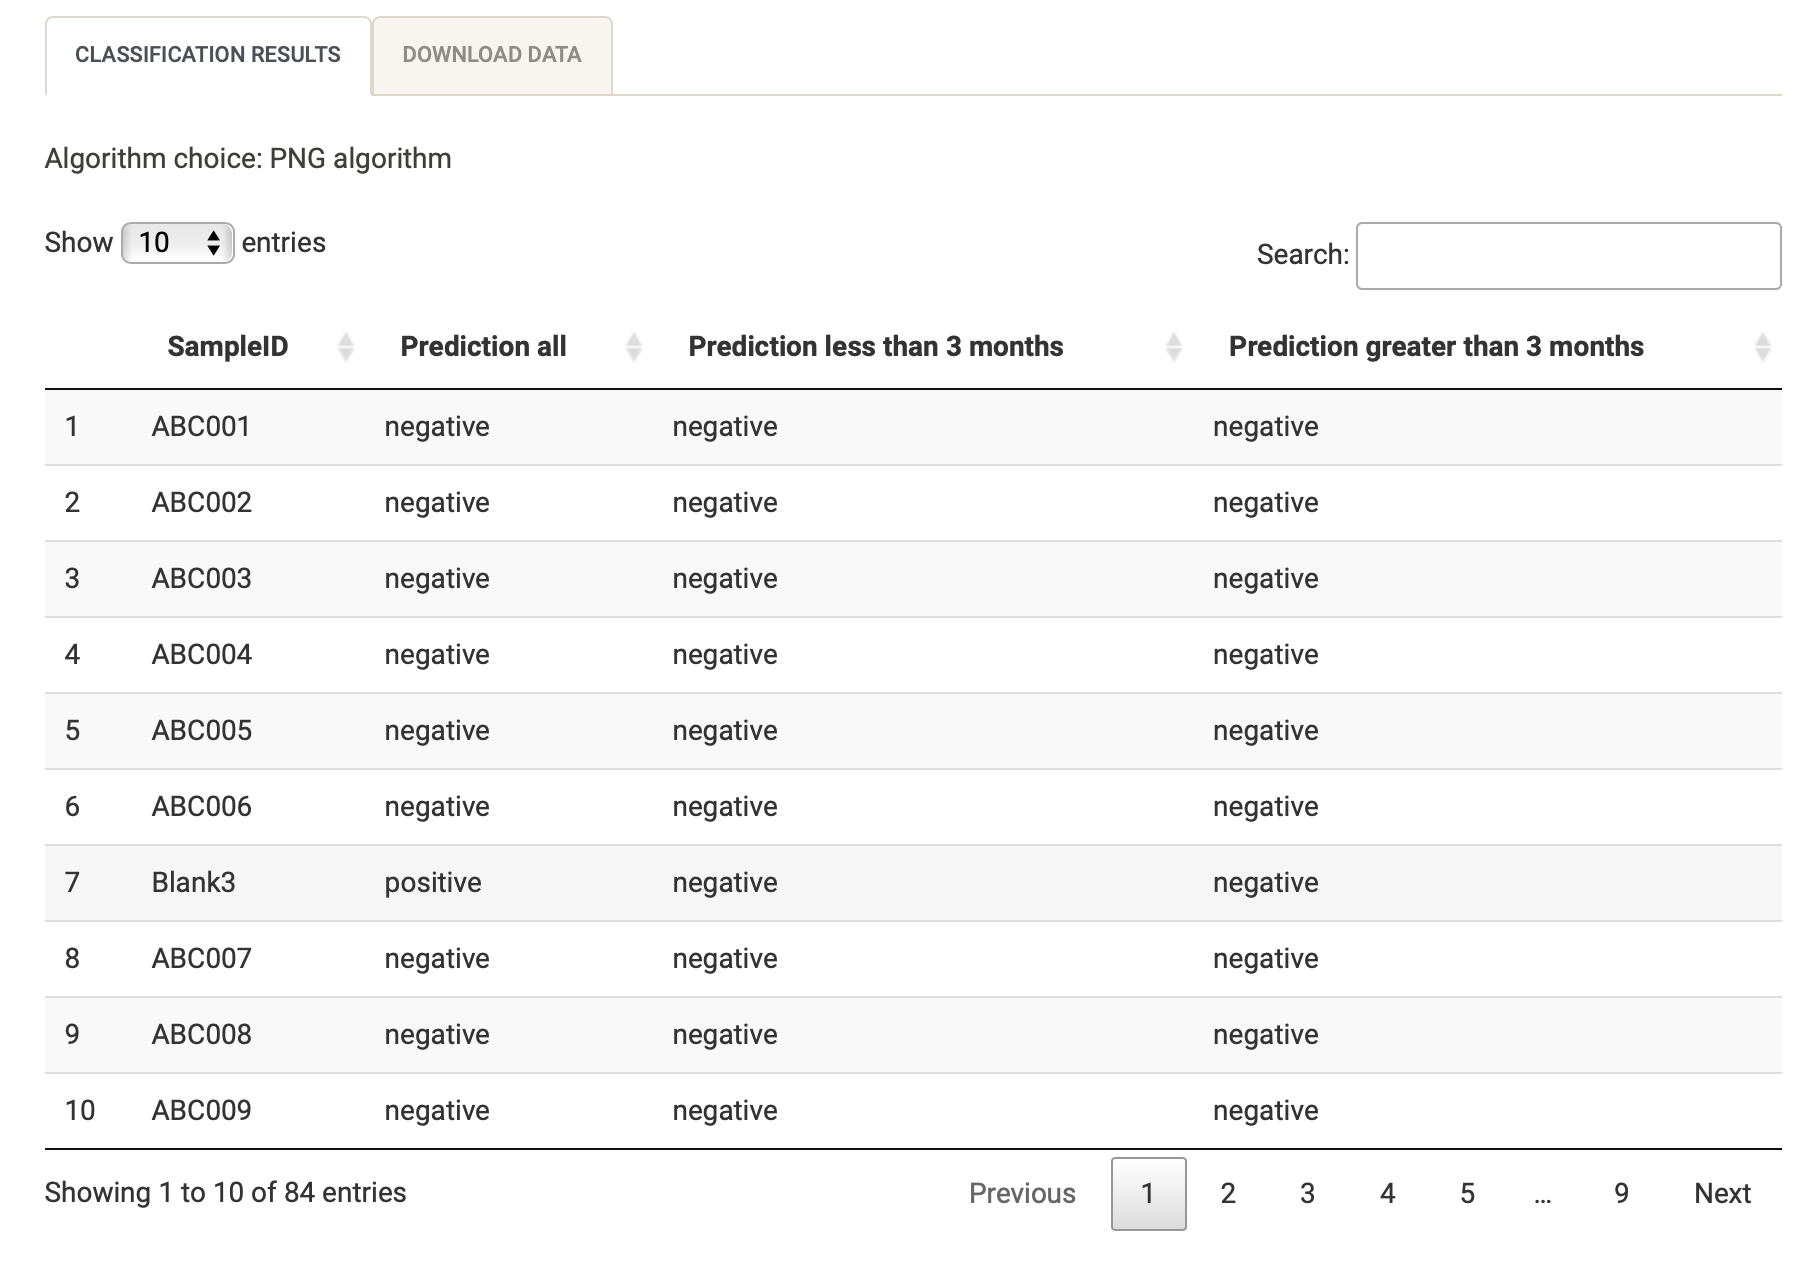 CLASSIFICATION RESULTS DOWNLOAD DATA
Algorithm choice: PNG algorithm
Show 10 entries
Search:
SampleID Prediction all Prediction less than 3 months Prediction greater than 3 months
1 ABC001 negative negative negative
2 ABC002 negative negative negative
3 ABC003 negative negative negative
4 ABC004 negative negative negative
5 ABC005 negative negative negative
6 ABC006 negative negative negative
7 Blank3 positive negative negative
8 ABC007 negative negative negative
9 ABC008 negative negative negative
10 ABC009 negative negative negative
Showing 1 to 10 of 84 entries Previous 1 2 3 4 5 ... 9 Next